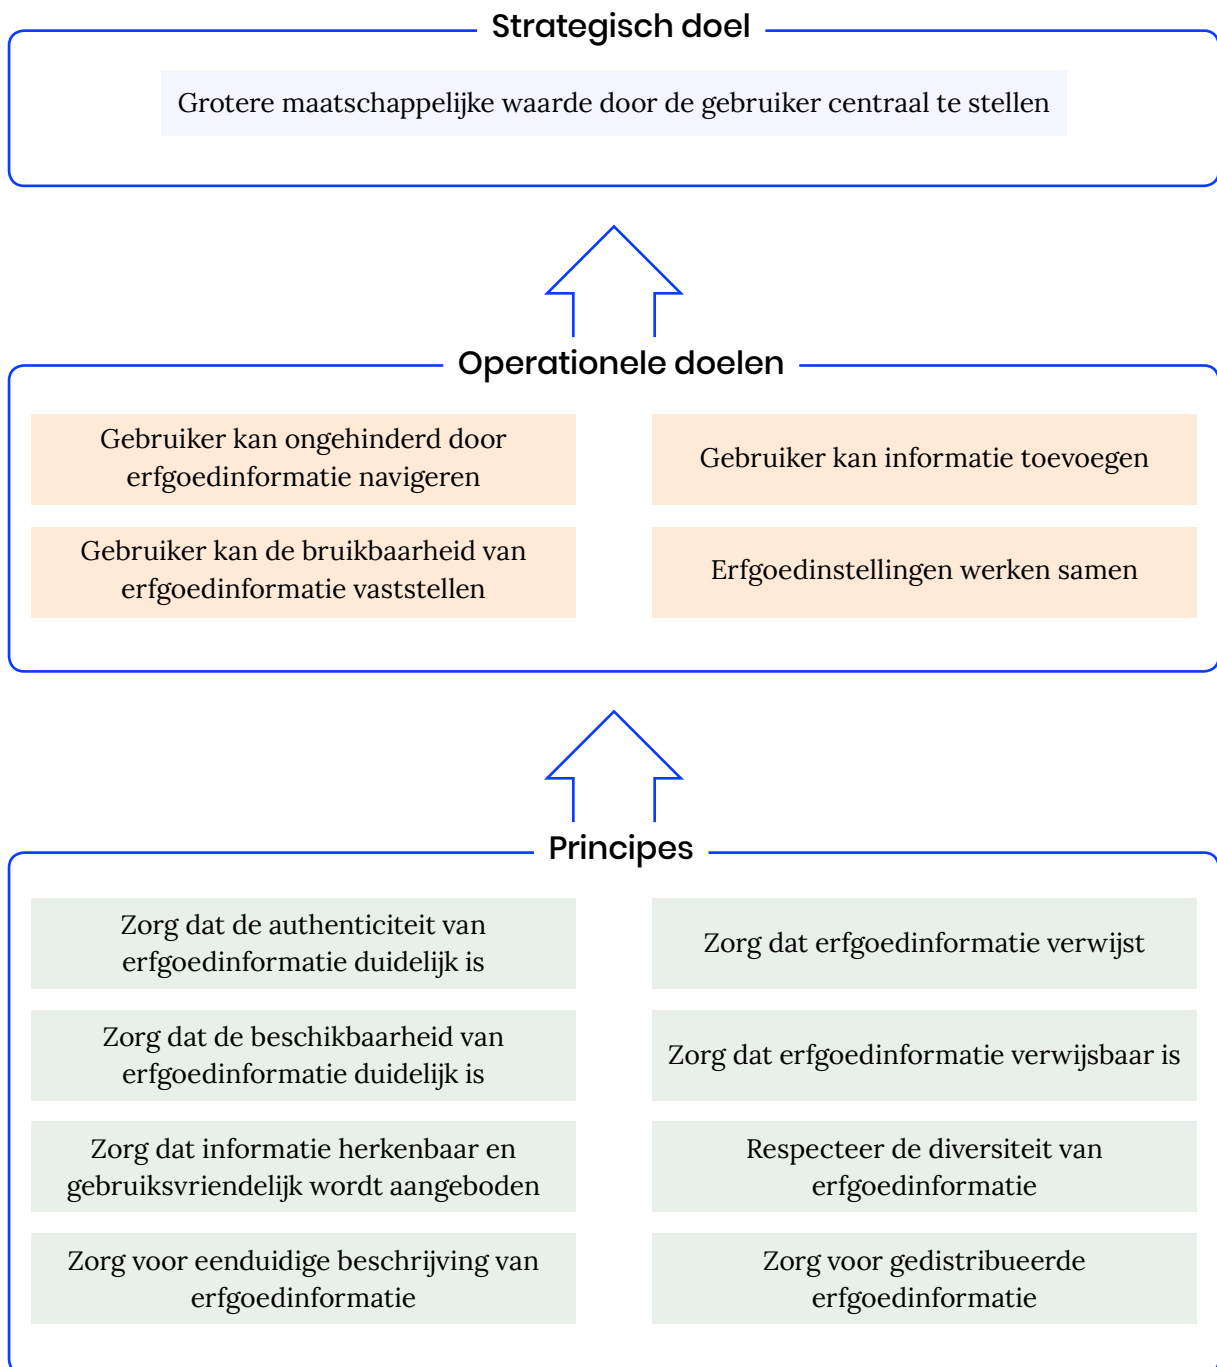 Strategisch doel
Grotere maatschappelijke waarde door de gebruiker centraal te stellen
Operationele doelen
Gebruiker kan ongehinderd door
erfgoedinformatie navigeren
Gebruiker kan informatie toevoegen
Gebruiker kan de bruikbaarheid van
erfgoedinformatie vaststellen
Erfgoedinstellingen werken samen
Principes
Zorg dat de authenticiteit van
erfgoedinformatie duidelijk is
Zorg dat erfgoedinformatie verwijst
Zorg dat de beschikbaarheid van
erfgoedinformatie duidelijk is
Zorg dat erfgoedinformatie verwijsbaar is
Zorg dat informatie herkenbaar en
gebruiksvriendelijk wordt aangeboden
Respecteer de diversiteit van
erfgoedinformatie
Zorg voor eenduidige beschrijving van
erfgoedinformatie
Zorg voor gedistribueerde
erfgoedinformatie